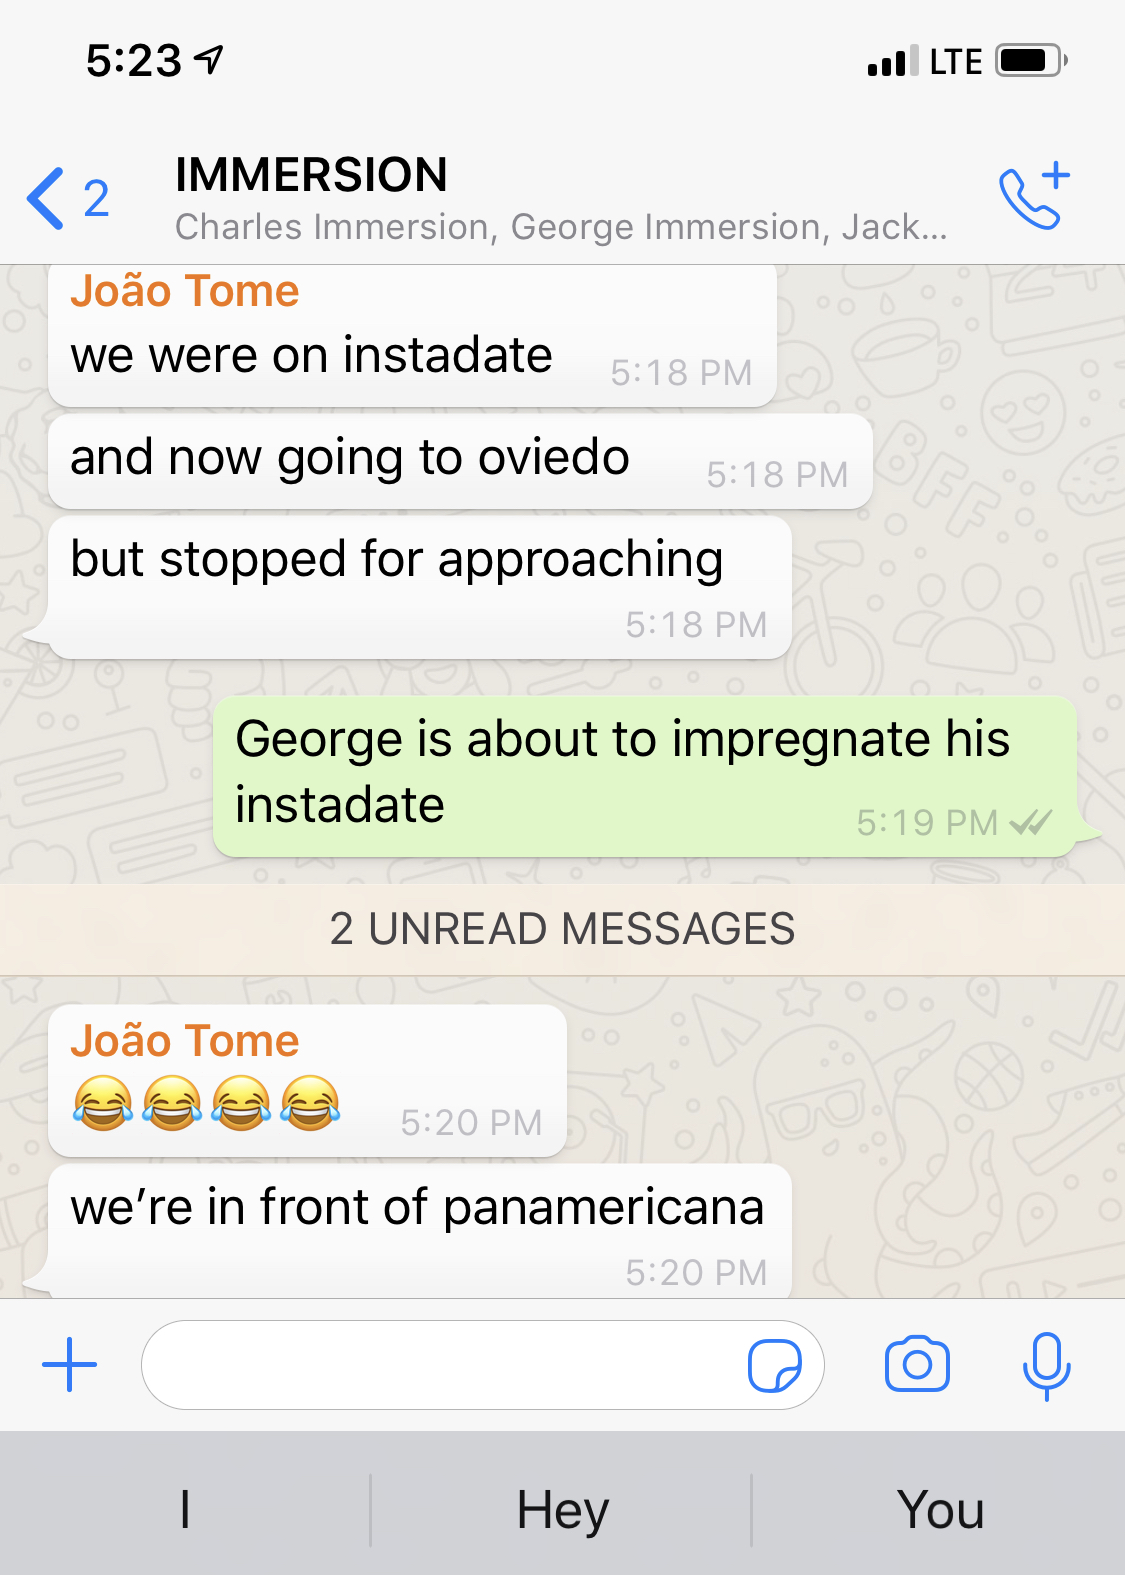 5:23 LTE
2 IMMERSION
Charles Immersion, George Immersion, Jack...
João Tome
we were on instadate 5:18 PM
and now going to oviedo 5:18 PM
but stopped for approaching
5:18 PM
George is about to impregnate his
instadate 5:19 PM
2 UNREAD MESSAGES
João Tome
😂😂😂😂 5:20 PM
we're in front of panamericana
5:20 PM
I Hey You